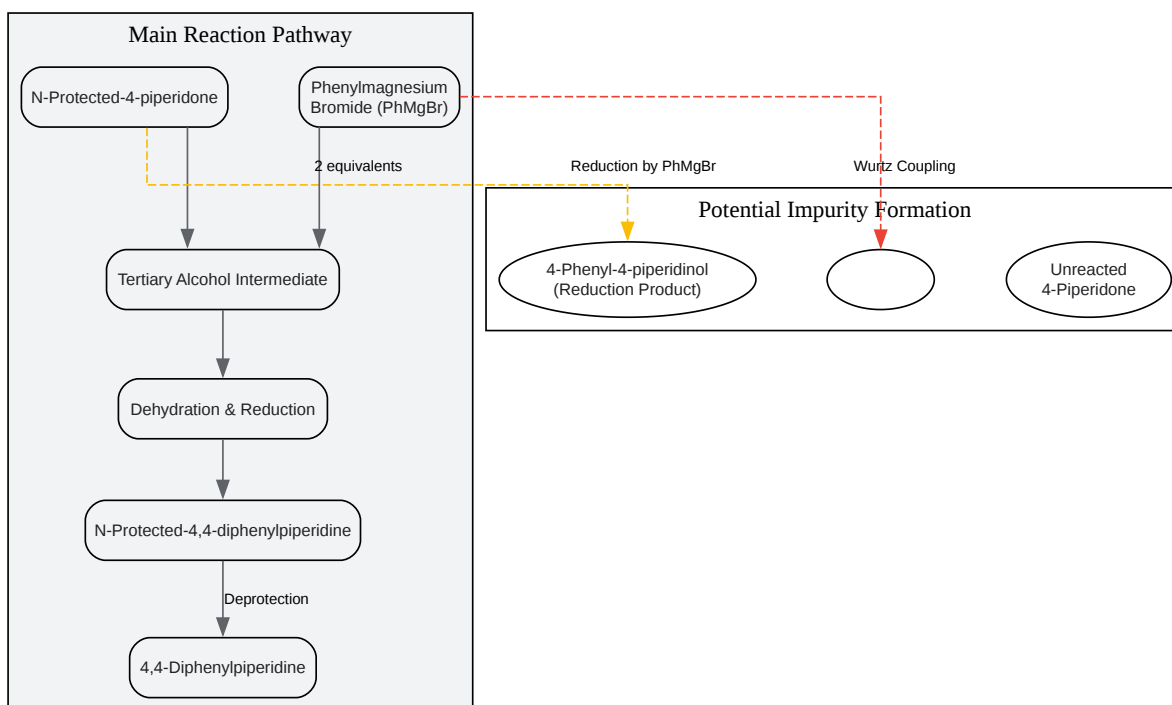 Main Reaction Pathway
N-Protected-4-piperidone
Phenylmagnesium
Bromide (PhMgBr)
2 equivalents
Reduction by PhMgBr
Wurtz Coupling
Potential Impurity Formation
Tertiary Alcohol Intermediate
4-Phenyl-4-piperidinol
(Reduction Product)
Unreacted
4-Piperidone
Dehydration & Reduction
N-Protected-4,4-diphenylpiperidine
Deprotection
4,4-Diphenylpiperidine